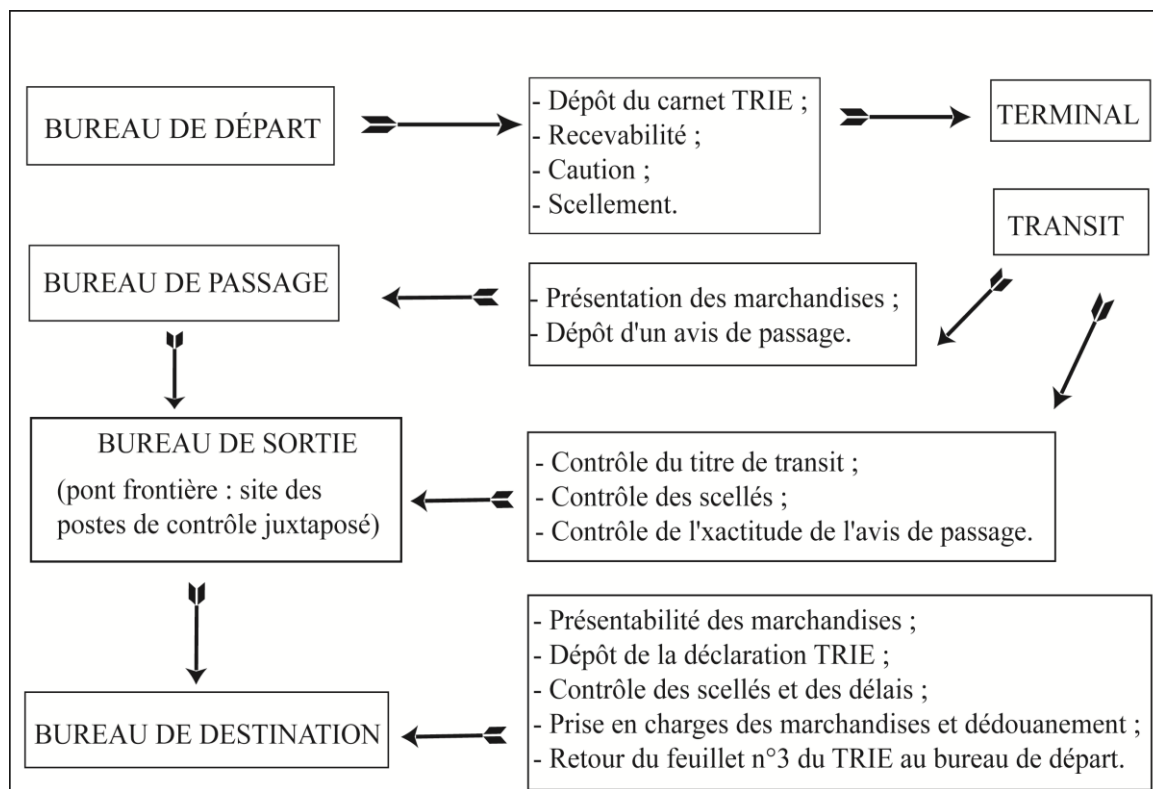 BUREAU DE DÉPART
- Dépôt du carnet TRIE ;
- Recevabilité ;
- Caution ;
- Scellement.
TERMINAL
TRANSIT
BUREAU DE PASSAGE
- Présentation des marchandises ;
- Dépôt d'un avis de passage.
BUREAU DE SORTIE
(pont frontière : site des
postes de contrôle juxtaposé)
- Contrôle du titre de transit ;
- Contrôle des scellés ;
- Contrôle de l'xactitude de l'avis de passage.
BUREAU DE DESTINATION
- Présentabilité des marchandises ;
- Dépôt de la déclaration TRIE ;
- Contrôle des scellés et des délais ;
- Prise en charges des marchandises et dédouanement ;
- Retour du feuillet n°3 du TRIE au bureau de départ.